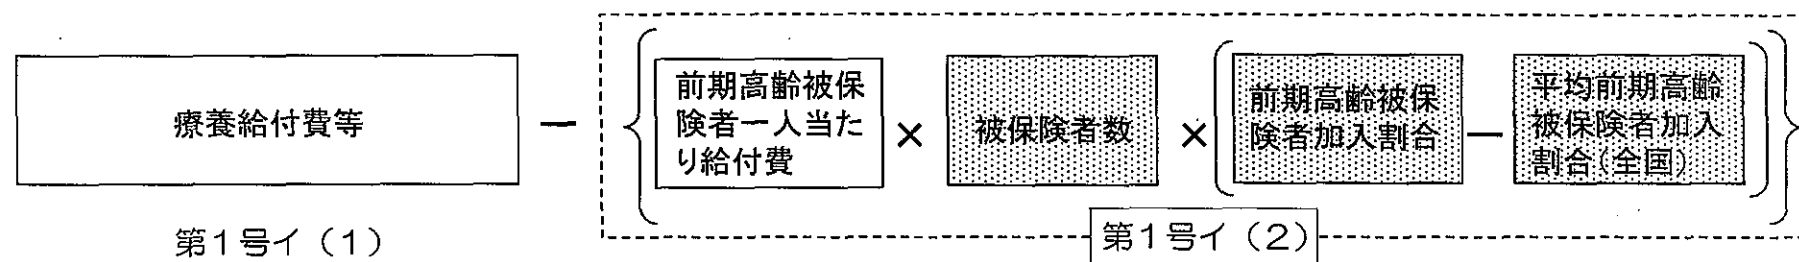 療養給付費等
－
前期高齢被保
険者一人当た
り給付費
×
被保険者数
×
前期高齢被保
険者加入割合
－
平均前期高齢
被保険者加入
割合(全国)
第1号イ（1）
第1号イ（2）